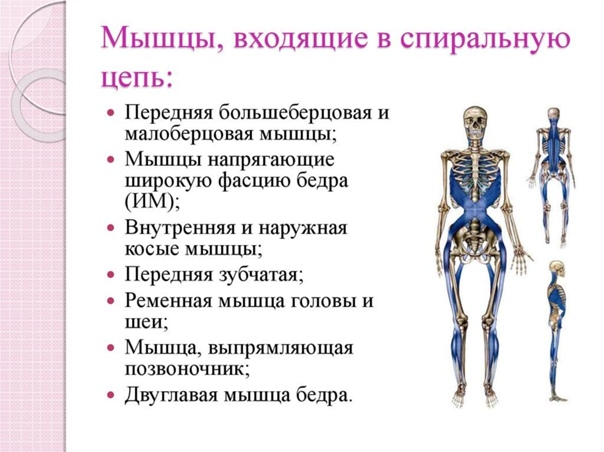 Мышцы, входящие в спиральную
цепь:
Передняя большеберцовая и
малоберцовая мышцы;
Мышцы напрягающие
широкую фасцию бедра
(ИМ);
Внутренняя и наружная
косые мышцы;
Передняя зубчатая;
Ременная мышца головы и
шеи;
Мышца, выпрямляющая
позвоночник;
Двуглавая мышца бедра.